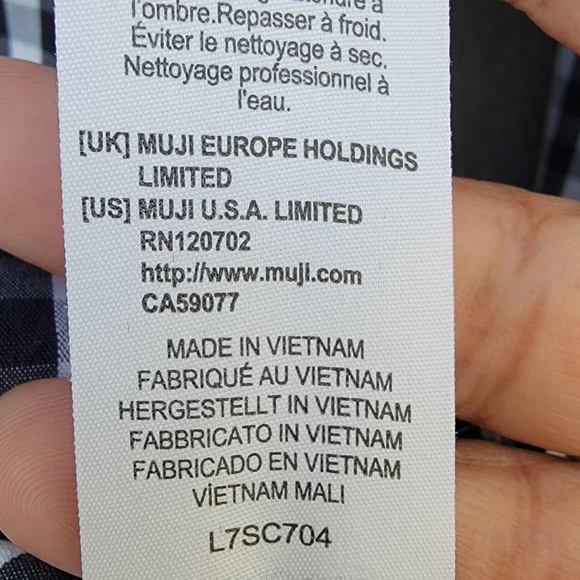 l'ombre.Repasser à froid.
Éviter le nettoyage à sec.
Nettoyage professionnel à
l'eau.
[UK] MUJI EUROPE HOLDINGS
LIMITED
[US] MUJI U.S.A. LIMITED
RN120702
http://www.muji.com
CA59077
MADE IN VIETNAM
FABRIQUÉ AU VIETNAM
HERGESTELLT IN VIETNAM
FABBRICATO IN VIETNAM
FABRICADO EN VIETNAM
VİETNAM MALI
L7SC704